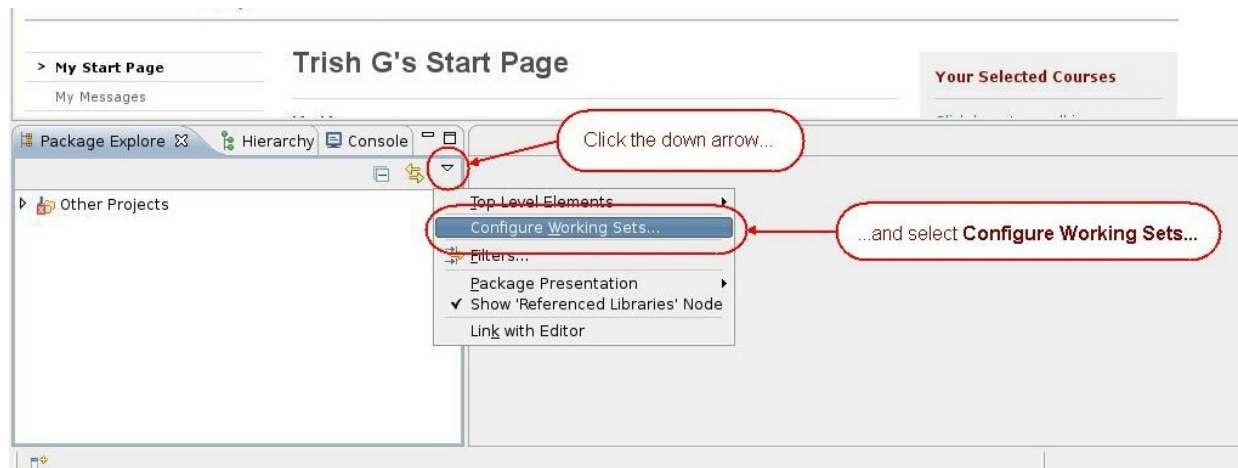 > My Start Page
Trish G's Start Page
Your Selected Courses
My Messages
Package Explore
Hierarchy
Console
Click the down arrow...
Other Projects
Top Level Elements
Configure Working Sets...
...and select Configure Working Sets...
Filters...
Package Presentation
Show 'Referenced Libraries' Node
Link with Editor